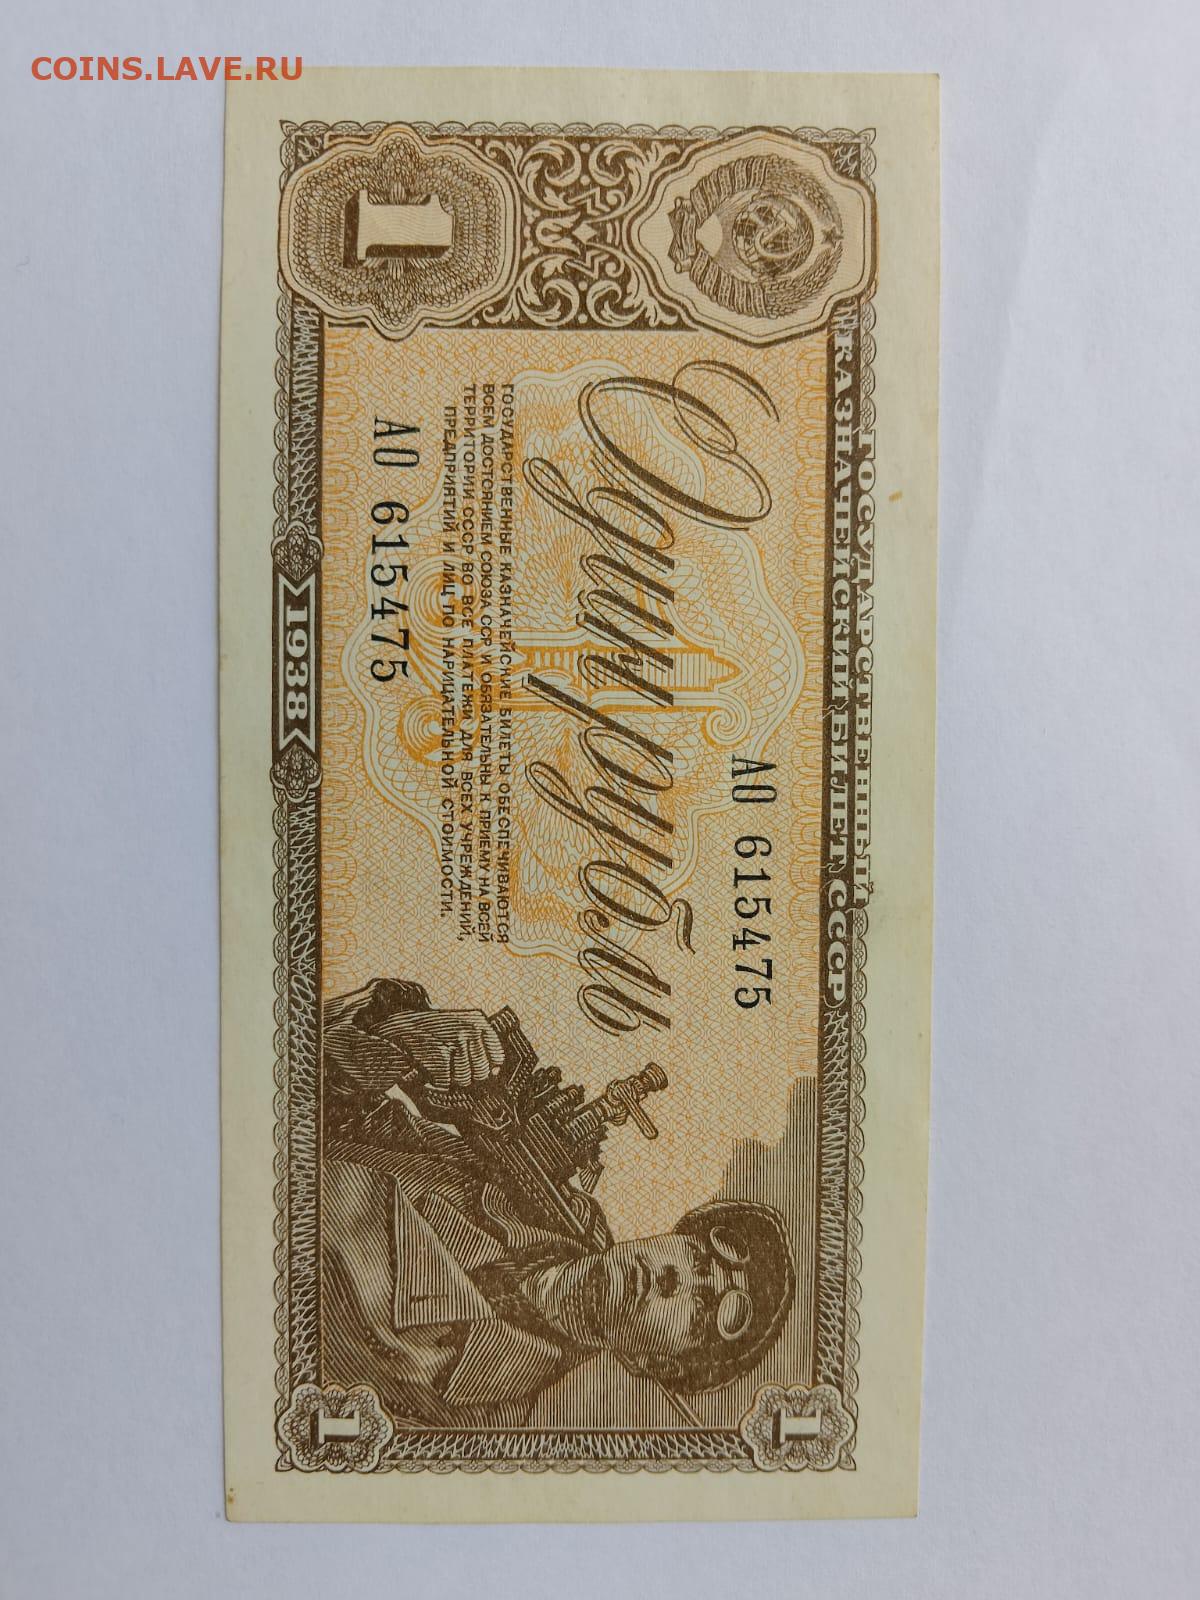 COINS.LAVE.RU
ГОСУДАРСТВЕННЫЙ
КАЗНАЧЕЙСКИЙ БИЛЕТ СССР
АО 615475
Один рубль
ГОСУДАРСТВЕННЫЕ КАЗНАЧЕЙСКИЕ БИЛЕТЫ ОБЕСПЕЧИВАЮТСЯ
ВСЕМ ДОСТОЯНИЕМ СОЮЗА ССР И ОБЯЗАТЕЛЬНЫ К ПРИЕМУ НА ВСЕЙ
ТЕРРИТОРИИ СССР ВО ВСЕ ПЛАТЕЖИ ДЛЯ ВСЕХ УЧРЕЖДЕНИЙ,
ПРЕДПРИЯТИЙ И ЛИЦ ПО НАРИЦАТЕЛЬНОЙ СТОИМОСТИ.
АО 615475
1
1938
1
1